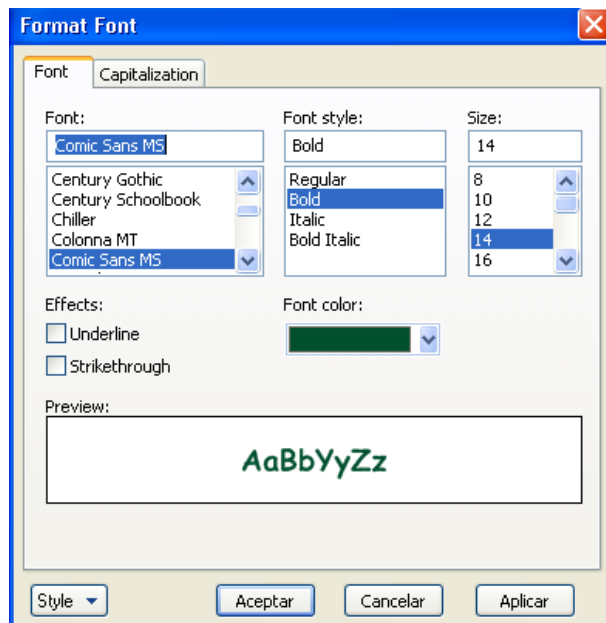 Format Font
Font Capitalization
Font: Font style: Size:
Comic Sans MS Bold 14
Century Gothic Regular 8
Century Schoolbook Bold 10
Chiller Italic 12
Colonna MT Bold Italic 14
Comic Sans MS 16
Effects: Font color:
Underline
Strikethrough
Preview:
AaBbYyZz
Style Aceptar Cancelar Aplicar